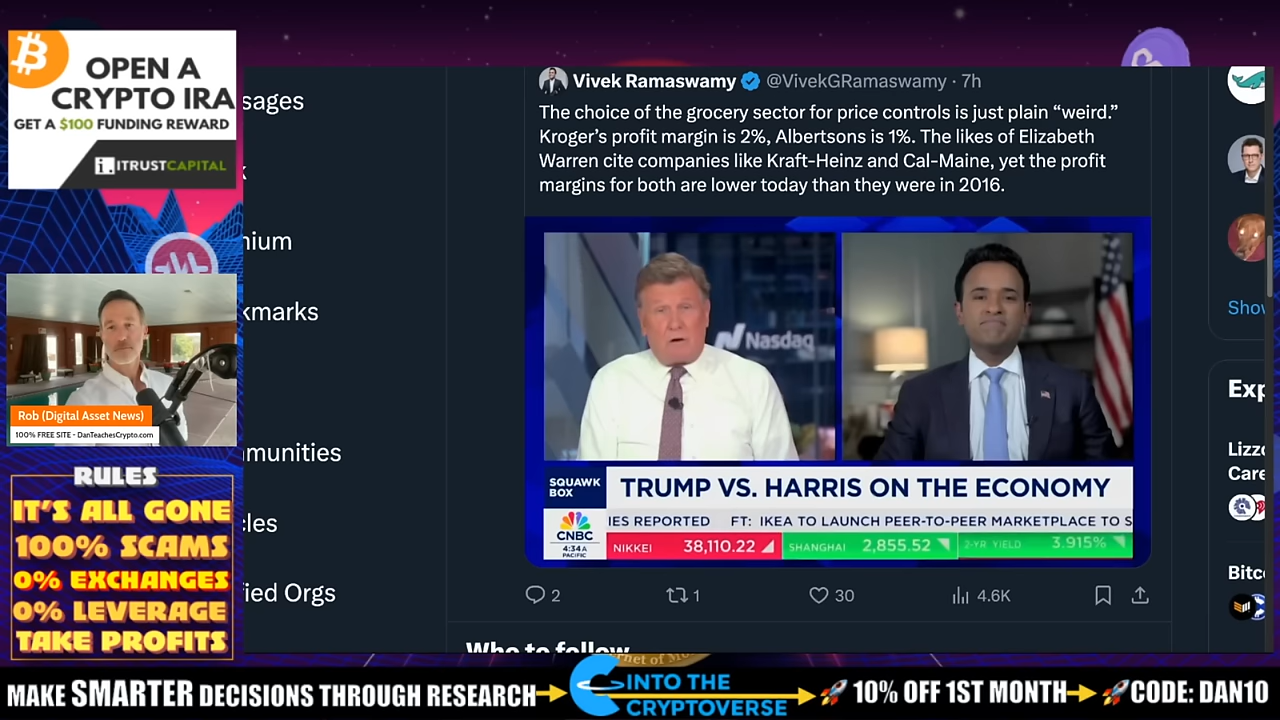 OPEN A
CRYPTO IRA
GET A $100 FUNDING REWARD
ITRUSTCAPITAL
Rob (Digital Asset News)
100% FREE SITE - DanTeachesCrypto.com
RULES
IT'S ALL GONE
100% SCAMS
0% EXCHANGES
0% LEVERAGE
TAKE PROFITS
sages
nium
kmarks
munities
cles
fied Orgs
Vivek Ramaswamy @VivekGRamaswamy · 7h
The choice of the grocery sector for price controls is just plain “weird.”
Kroger’s profit margin is 2%, Albertsons is 1%. The likes of Elizabeth
Warren cite companies like Kraft-Heinz and Cal-Maine, yet the profit
margins for both are lower today than they were in 2016.
Nasdaq
SQUAWK
BOX
TRUMP VS. HARRIS ON THE ECONOMY
IES REPORTED FT: IKEA TO LAUNCH PEER-TO-PEER MARKETPLACE TO S
CNBC
4:34A
PACIFIC
NIKKEI 38,110.22 SHANGHAI 2,855.52 2-YR YIELD 3.915%
2 1 30 4.6K
Who to follow
Show
Exp
Lizzo
Care
Bitc
MAKE SMARTER DECISIONS THROUGH RESEARCH
INTO THE
CRYPTOVERSE
10% OFF 1ST MONTH
CODE: DAN10